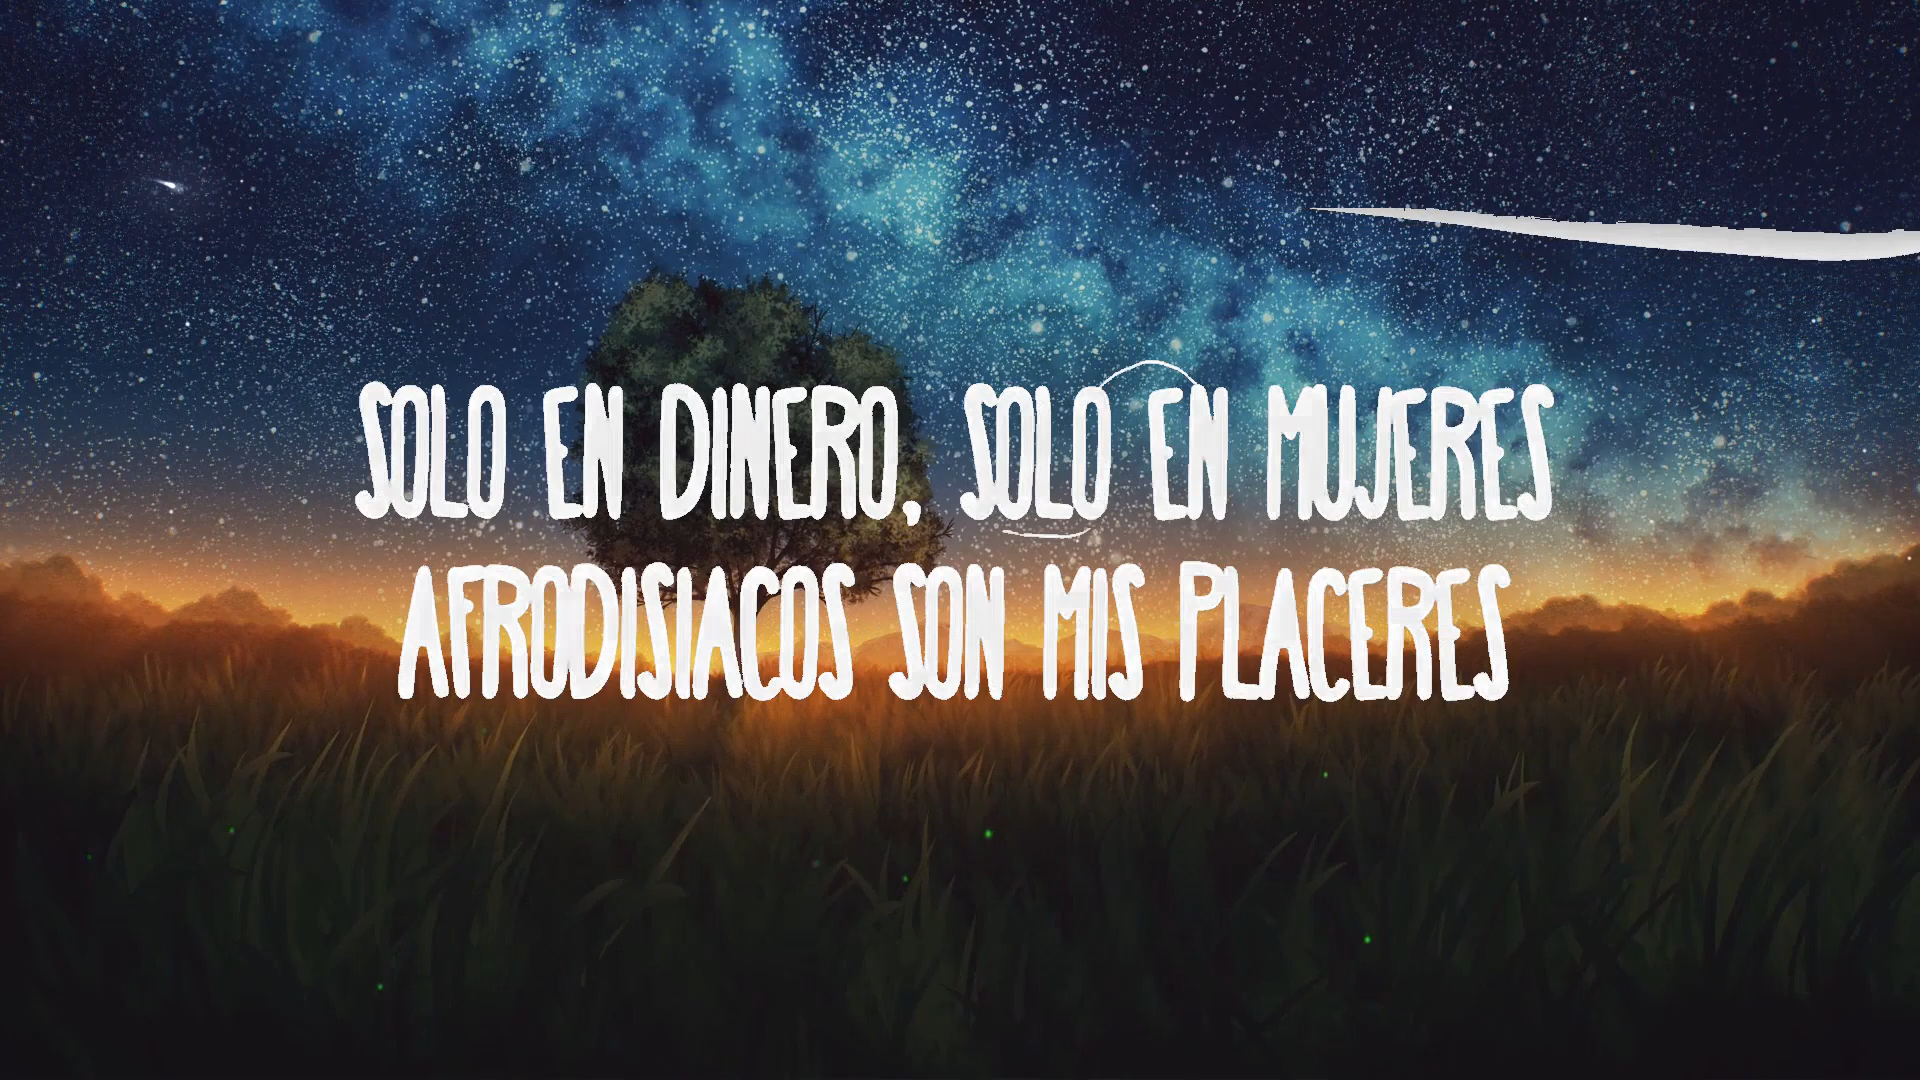 SOLO EN DINERO, SOLO EN MUJERES
AFRODISIACOS SON MIS PLACERES